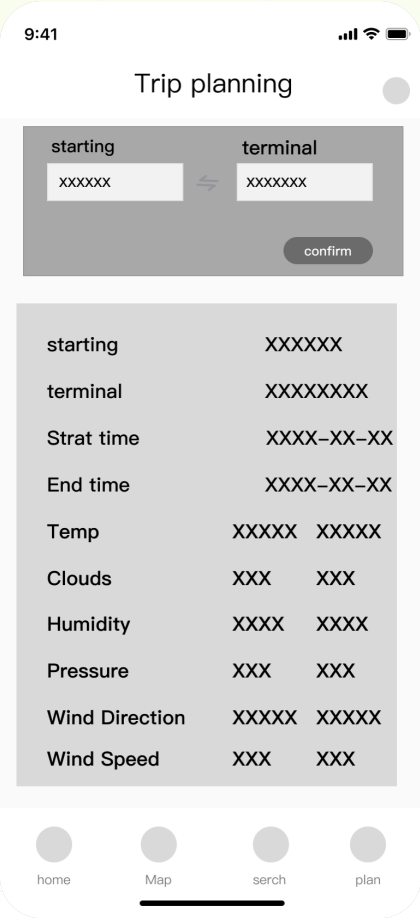 9:41
Trip planning
starting terminal
XXXXXX XXXXXXX
confirm
starting XXXXXX
terminal XXXXXXXX
Strat time XXXX-XX-XX
End time XXXX-XX-XX
Temp XXXXX XXXXX
Clouds XXX XXX
Humidity XXXX XXXX
Pressure XXX XXX
Wind Direction XXXXX XXXXX
Wind Speed XXX XXX
home Map serch plan